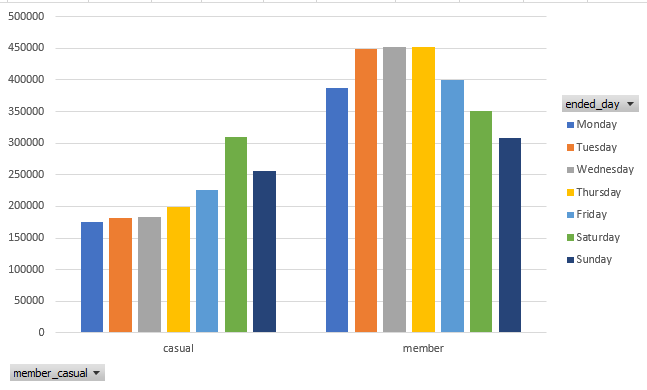 500000
450000
400000
350000
300000
250000
200000
150000
100000
50000
0
casual
member
ended_day
Monday
Tuesday
Wednesday
Thursday
Friday
Saturday
Sunday
member_casual